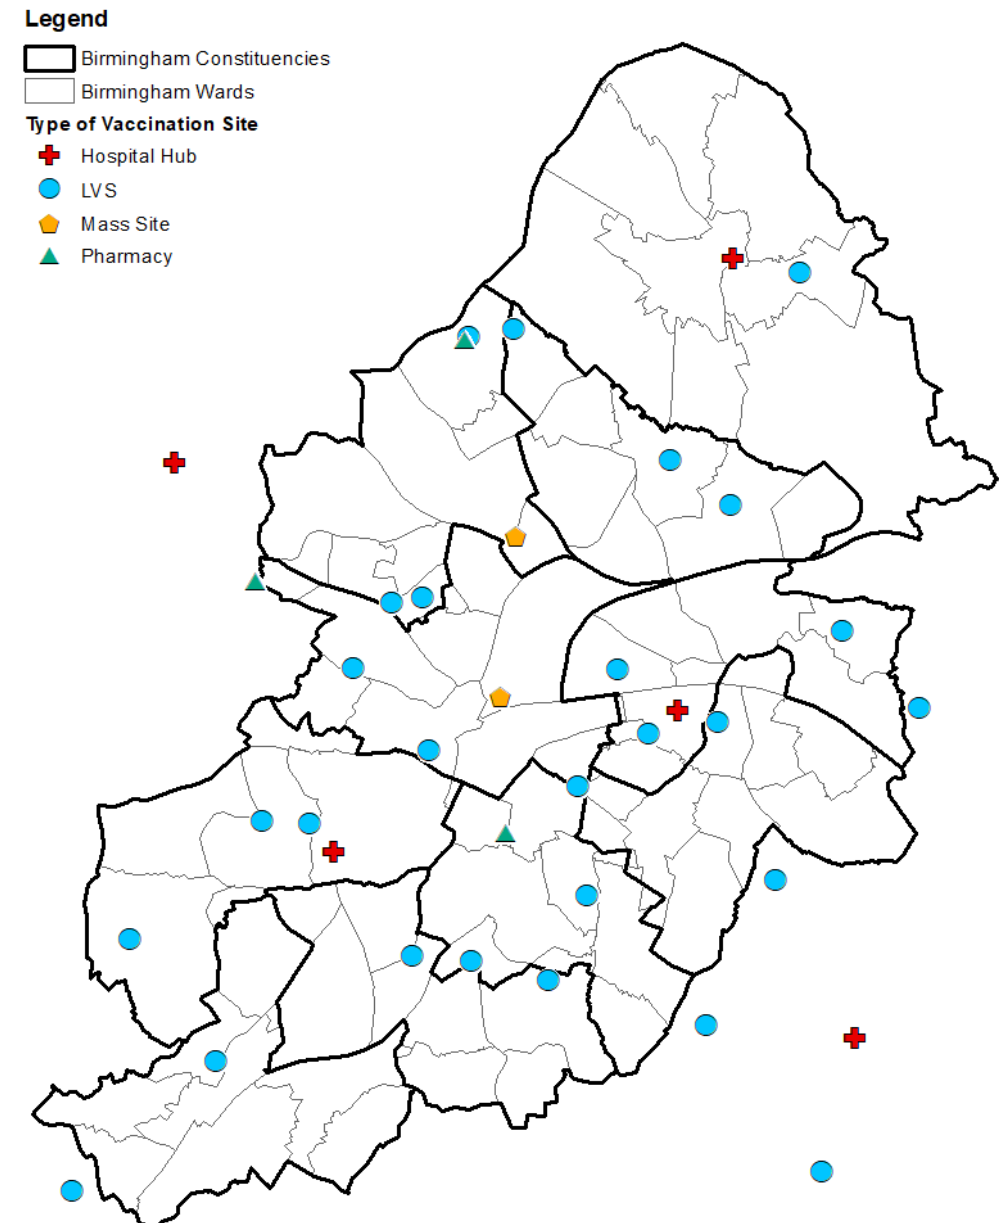 Legend
Birmingham Constituencies
Birmingham Wards
Type of Vaccination Site
Hospital Hub
LVS
Mass Site
Pharmacy